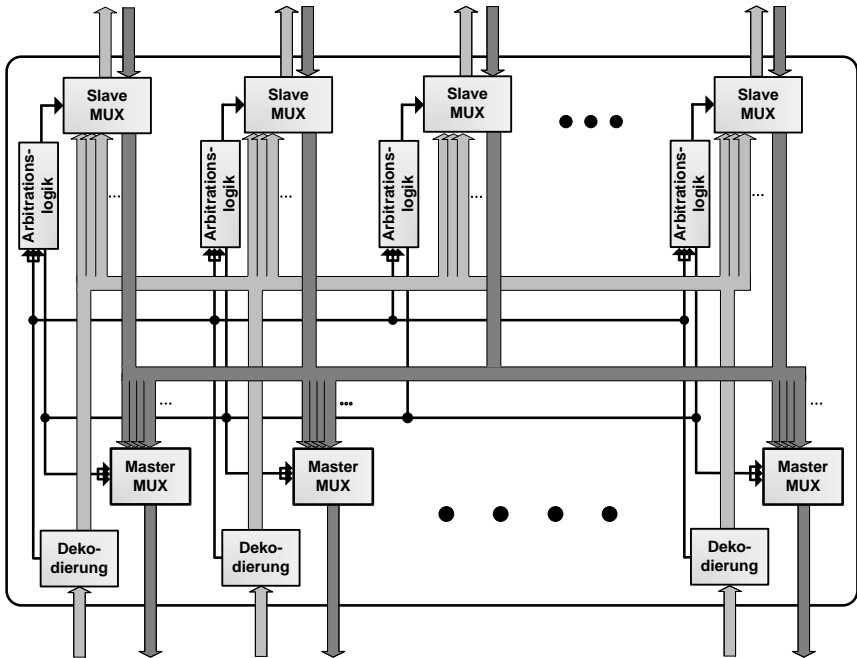 Slave
MUX
Slave
MUX
Slave
MUX
Slave
MUX
Arbitrations-
logik
Arbitrations-
logik
Arbitrations-
logik
Arbitrations-
logik
...
...
...
...
...
...
...
Master
MUX
Master
MUX
Master
MUX
Deko-
dierung
Deko-
dierung
Deko-
dierung